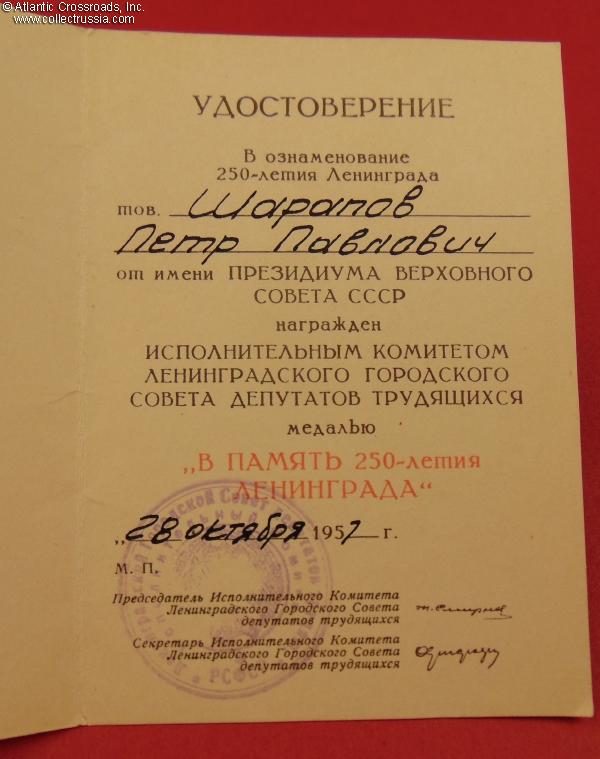 © Atlantic Crossroads, Inc.
www.collectrussia.com
УДОСТОВЕРЕНИЕ
В ознаменование
250-летия Ленинграда
тов. Шарапов
Петр Павлович
от имени ПРЕЗИДИУМА ВЕРХОВНОГО
СОВЕТА СССР
награжден
ИСПОЛНИТЕЛЬНЫМ КОМИТЕТОМ
ЛЕНИНГРАДСКОГО ГОРОДСКОГО
СОВЕТА ДЕПУТАТОВ ТРУДЯЩИХСЯ
медалью
„В ПАМЯТЬ 250-летия
ЛЕНИНГРАДА“
„28 октября 1957 г.
М. П.
Председатель Исполнительного Комитета
Ленинградского Городского Совета
депутатов трудящихся
Секретарь Исполнительного Комитета
Ленинградского Городского Совета
депутатов трудящихся